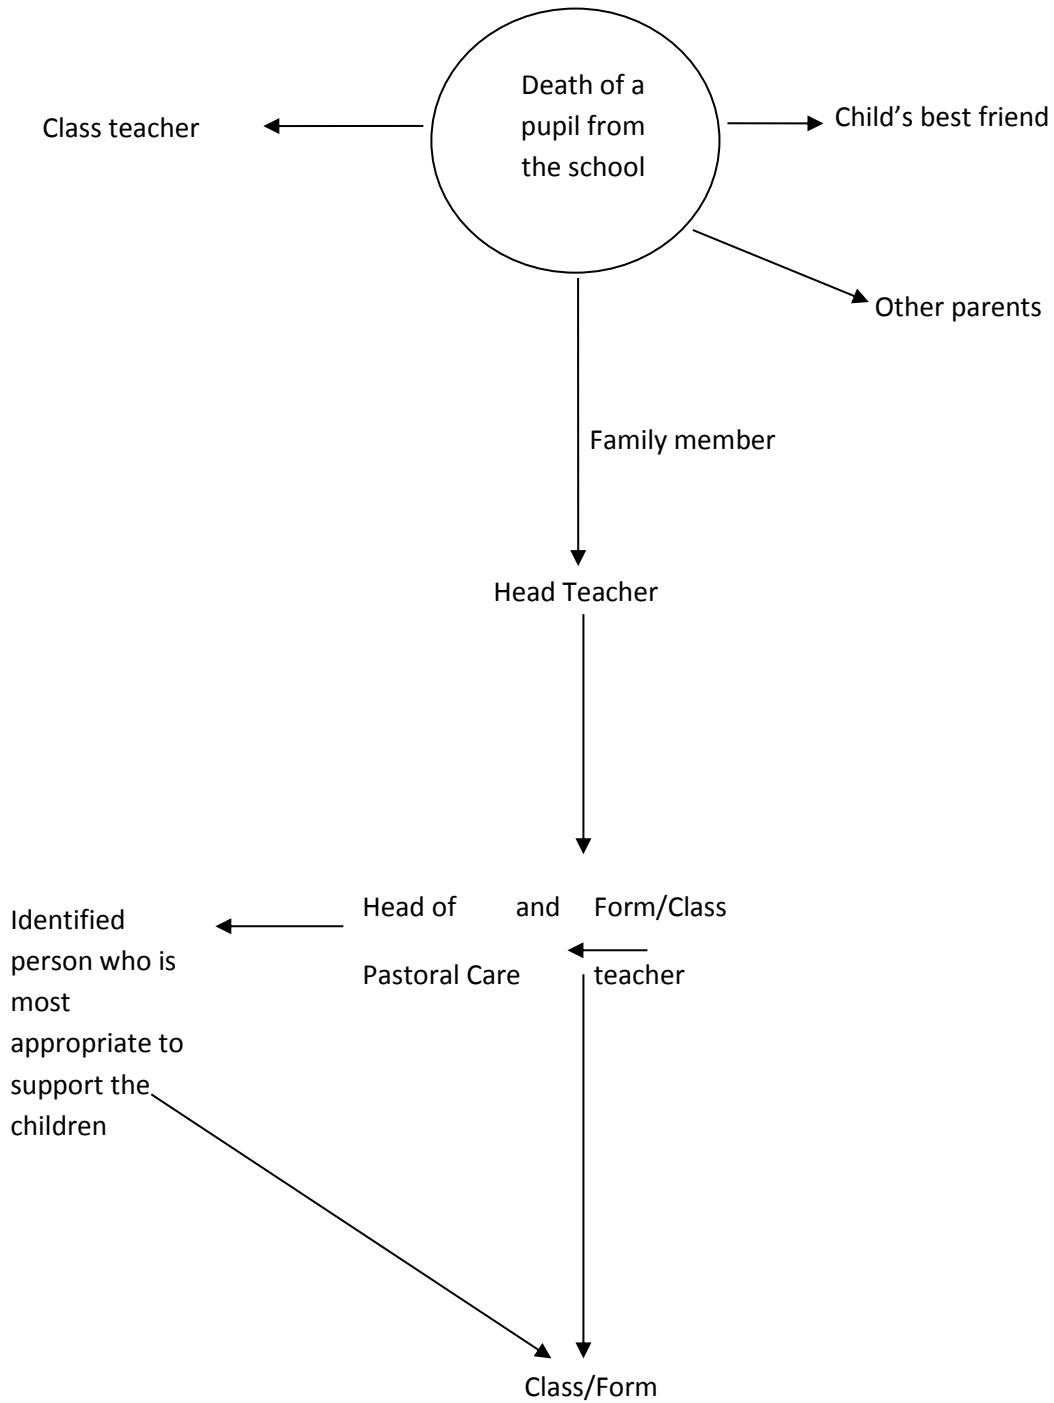 Death of a
pupil from
the school
Class teacher
Child's best friend
Other parents
Family member
Head Teacher
Head of and Form/Class
Pastoral Care teacher
Identified
person who is
most
appropriate to
support the
children
Class/Form